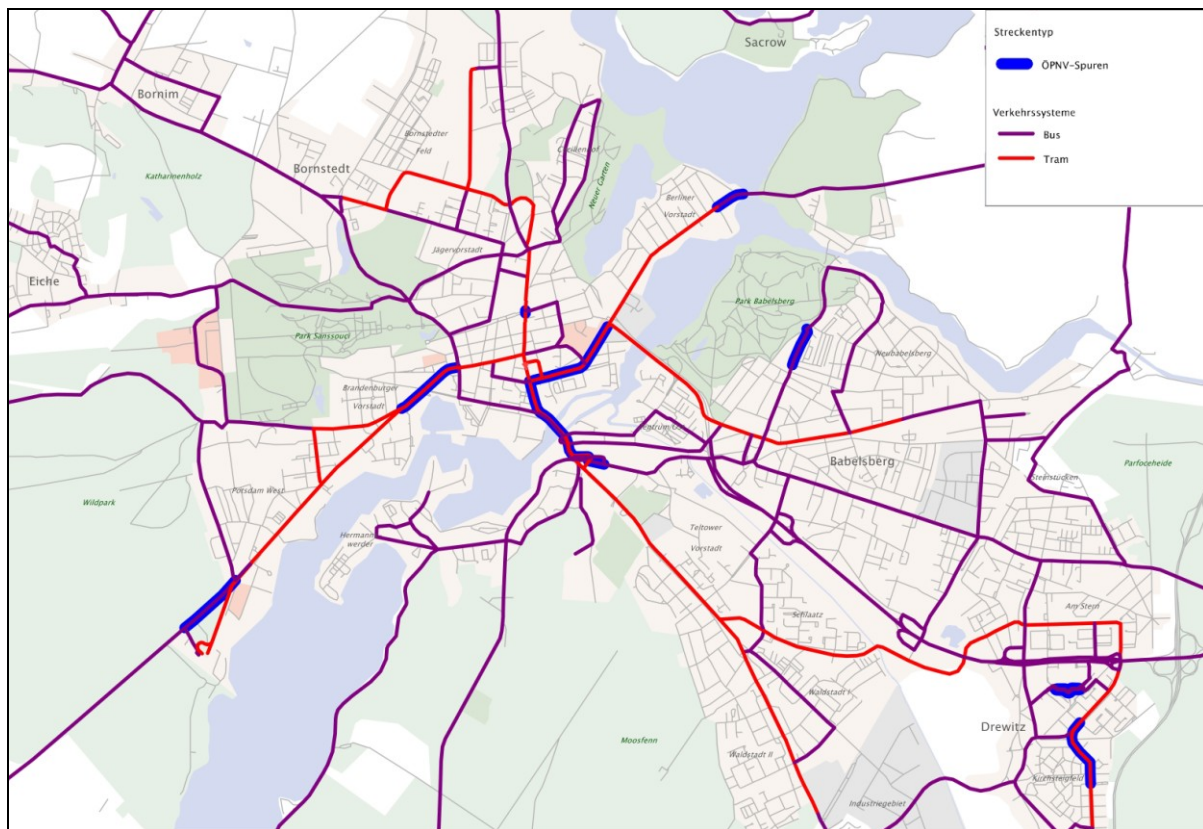 Streckentyp
ÖPNV-Spuren
Verkehrssysteme
Bus
Tram
Sacrow
Bornim
Bornstedter
Feld
Bornstedt
Katharinenholz
Neuer Garten
Berliner
Vorstadt
Jägervorstadt
Eiche
Park Babelsberg
Park Sanssouci
Neubabelsberg
Brandenburger
Vorstadt
Babelsberg
Parforceheide
Steinstücken
Wildpark
Potsdam West
Hermann
werder
Teltower
Vorstadt
Schlaatz
Am Stern
Waldstadt I
Drewitz
Moosfenn
Waldstadt II
Kirchsteigfeld
Industriegebiet